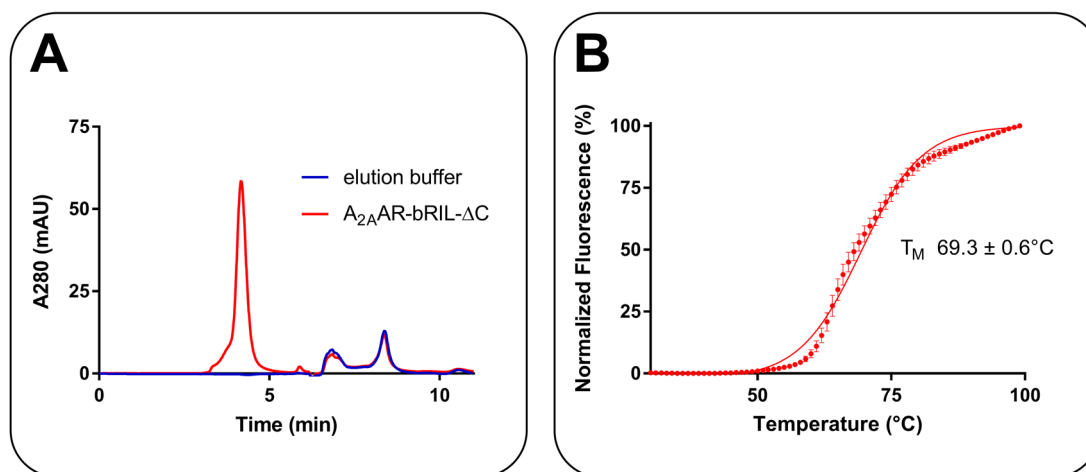 A
75
50
25
0
A280 (mAU)
elution buffer
A₂ₐAR-bRIL-ΔC
0
5
10
Time (min)
B
100
75
50
25
0
Normalized Fluorescence (%)
T_M 69.3 ± 0.6°C
50
75
100
Temperature (°C)